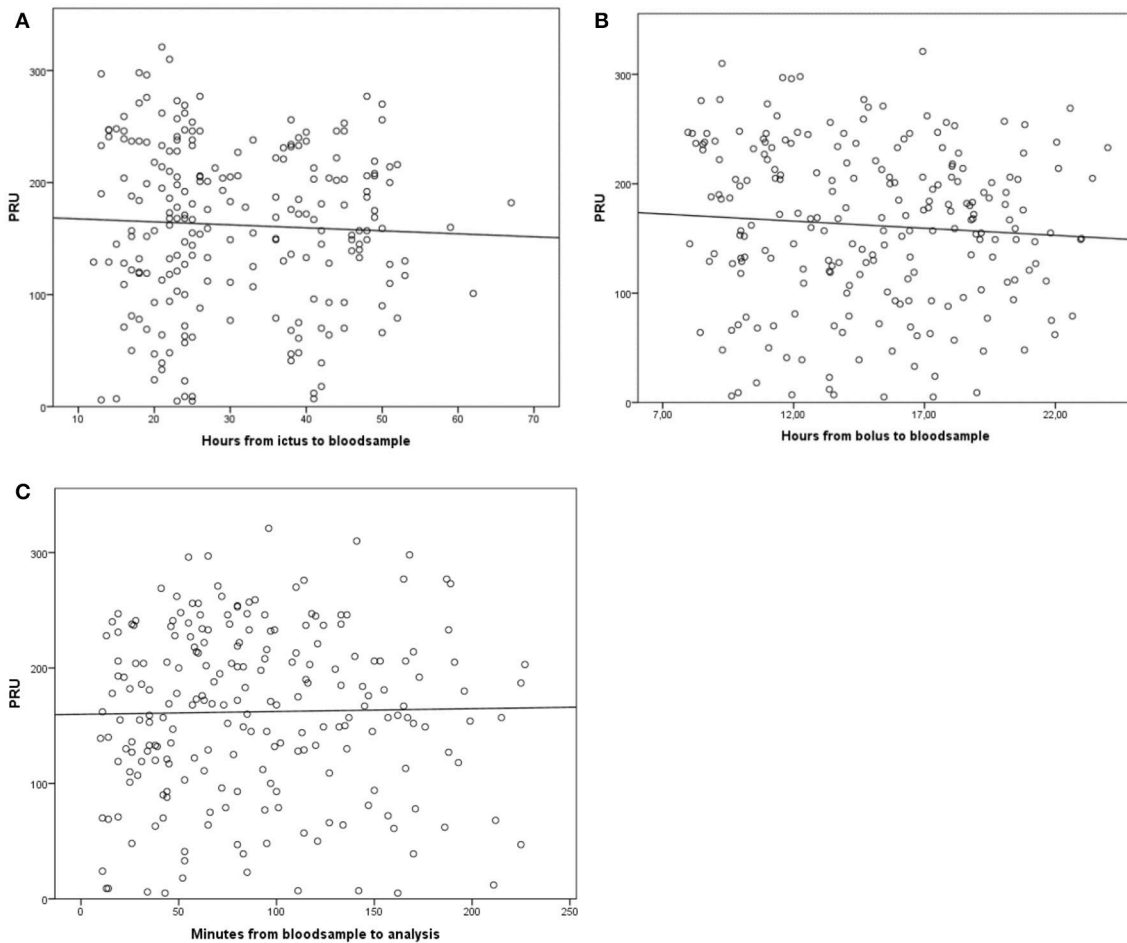 A
PRU
300
200
100
0
10 20 30 40 50 60 70
Hours from ictus to bloodsample
B
PRU
300
200
100
0
7,00 12,00 17,00 22,00
Hours from bolus to bloodsample
C
PRU
300
200
100
0
0 50 100 150 200 250
Minutes from bloodsample to analysis